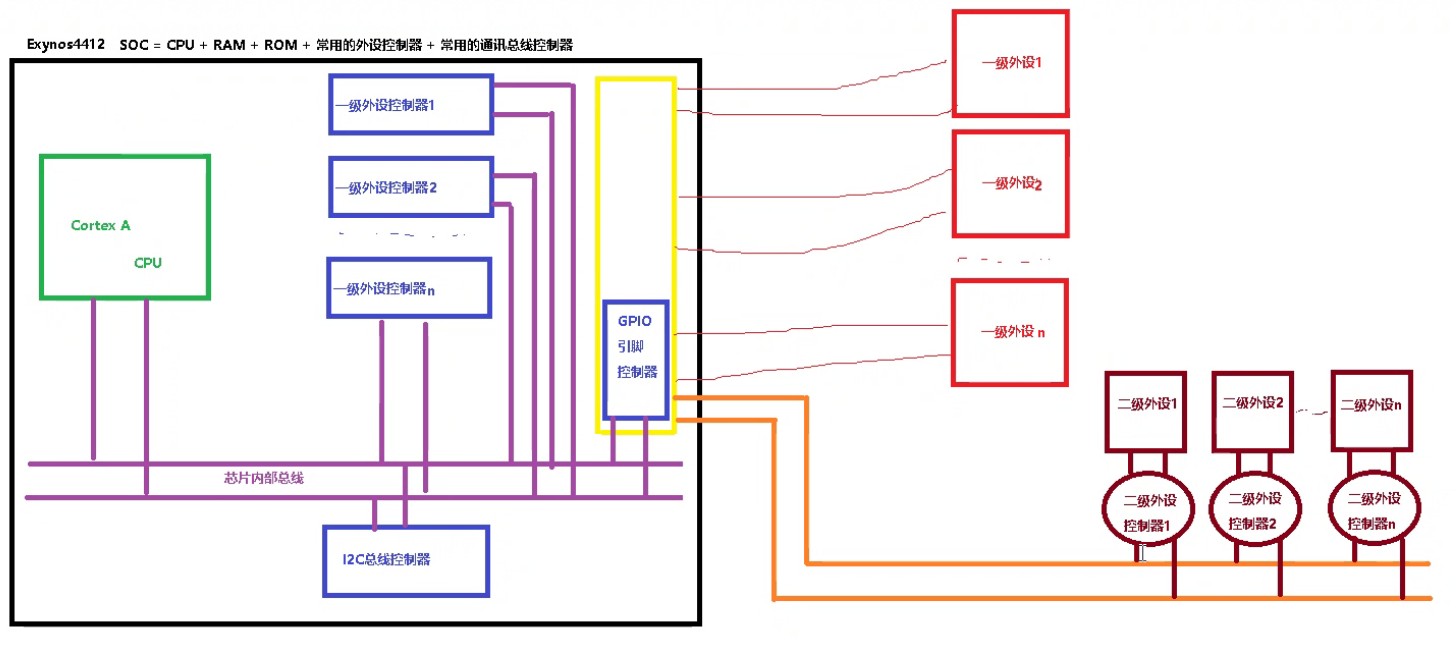 Exynos4412 SOC = CPU + RAM + ROM + 常用的外设控制器 + 常用的通讯总线控制器
一级外设控制器1
一级外设控制器2
一级外设控制器n
Cortex A
CPU
GPIO
引脚
控制器
芯片内部总线
I2C总线控制器
一级外设1
一级外设2
一级外设 n
二级外设1
二级外设2
二级外设n
二级外设
控制器1
二级外设
控制器2
二级外设
控制器n